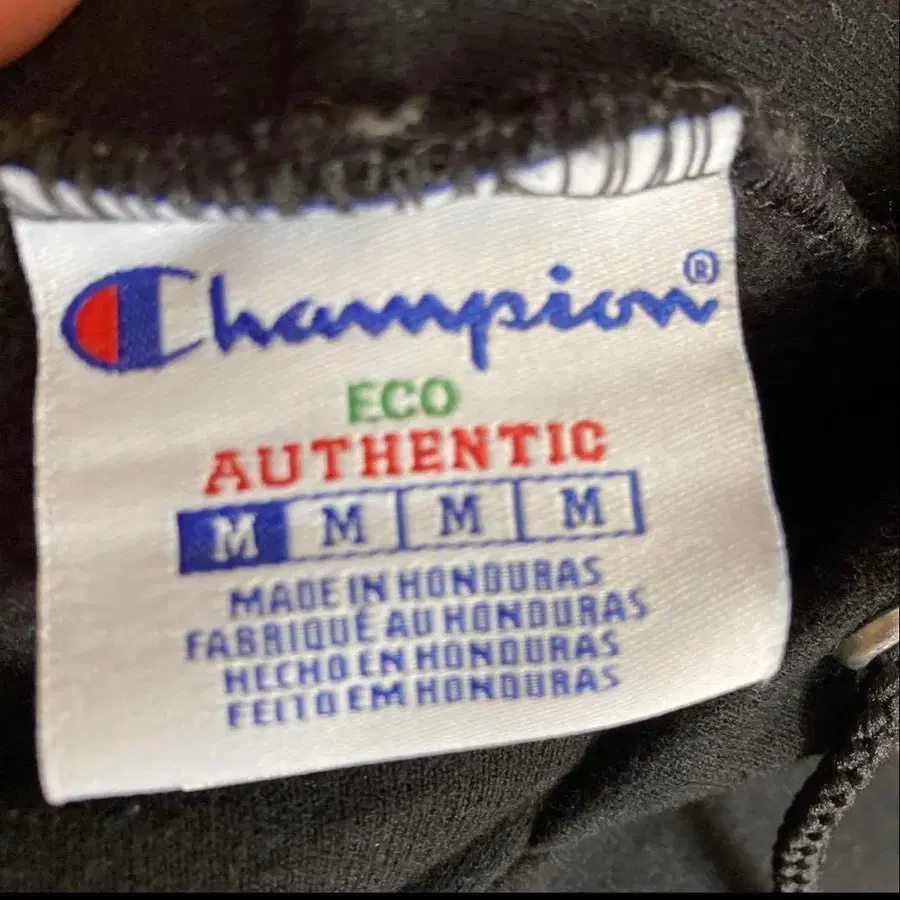 Champion®
ECO
AUTHENTIC
M M M M
MADE IN HONDURAS
FABRIQUÉ AU HONDURAS
HECHO EN HONDURAS
FEITO EM HONDURAS